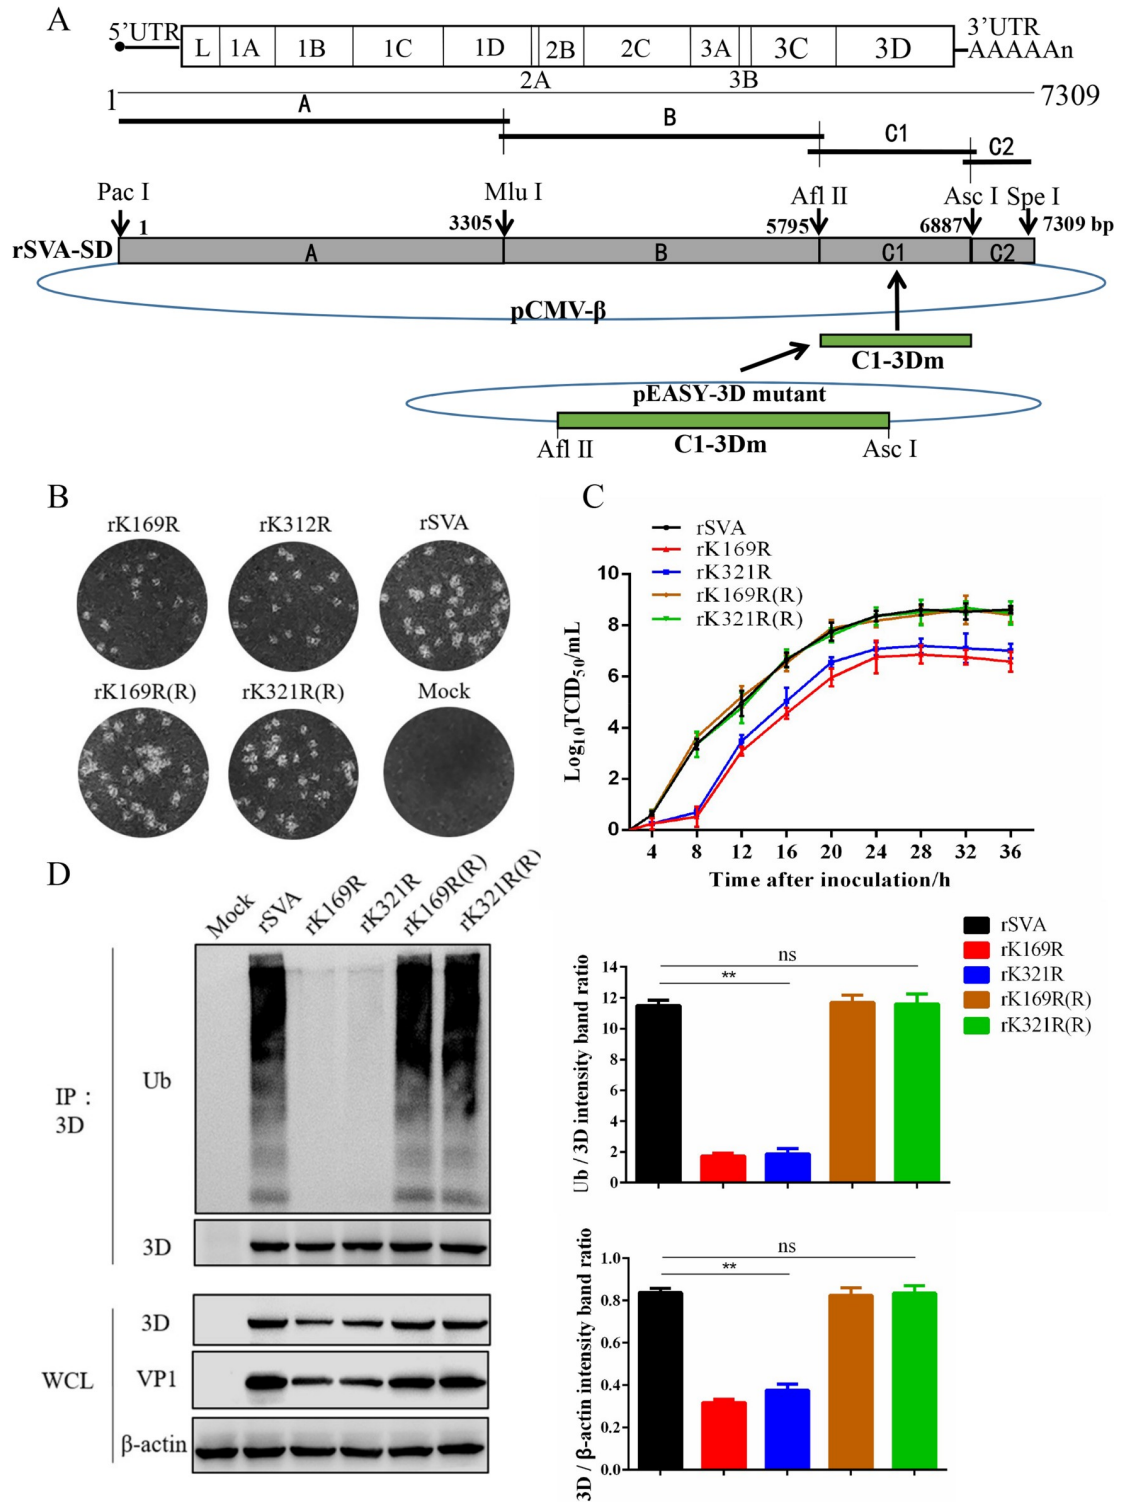 A
5’UTR
L 1A 1B 1C 1D 2B 2C 3A 3C 3D
3’UTR
AAAAAn
2A 3B
1 7309
A
B
C1
C2
Pac I Mlu I Afl II Asc I Spe I
1 3305 5795 6887 7309 bp
rSVA-SD A B C1 C2
pCMV-β
C1-3Dm
pEASY-3D mutant
Afl II C1-3Dm Asc I
B
rK169R rK312R rSVA
rK169R(R) rK321R(R) Mock
C
rSVA
rK169R
rK321R
rK169R(R)
rK321R(R)
10
8
6
4
2
0
Log10TCID50/mL
4 8 12 16 20 24 28 32 36
Time after inoculation/h
D
Mock rSVA rK169R rK321R rK169R(R) rK321R(R)
IP :
3D
Ub
3D
WCL
3D
VP1
β-actin
rSVA
rK169R
rK321R
rK169R(R)
rK321R(R)
ns
**
14
12
10
8
6
4
2
0
Ub / 3D intensity band ratio
ns
**
1.0
0.8
0.6
0.4
0.2
0.0
3D / β-actin intensity band ratio